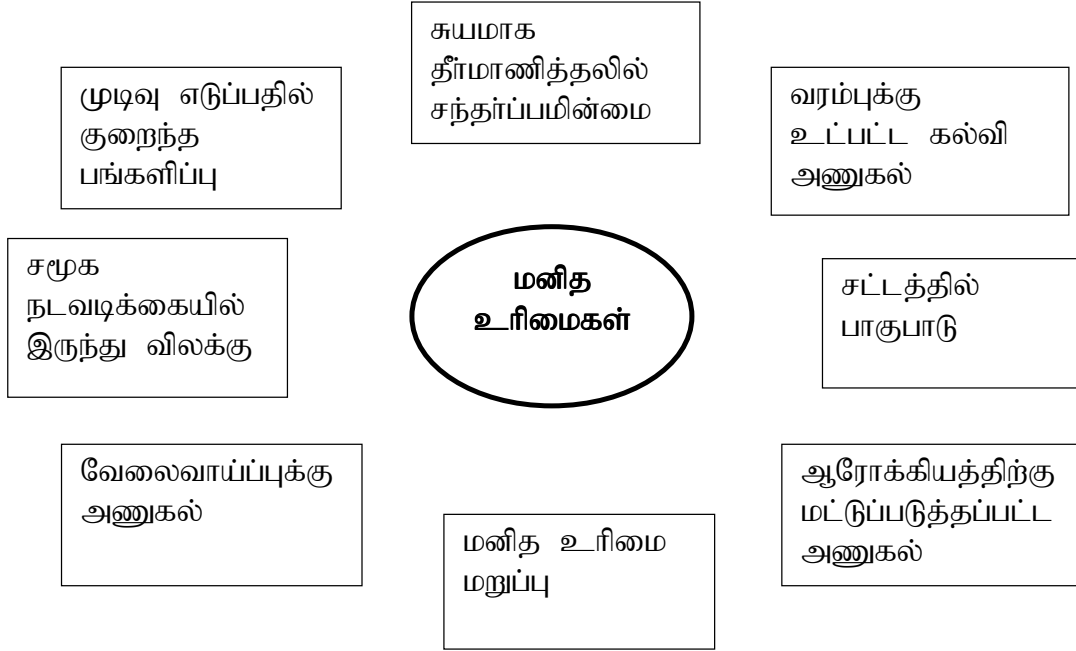 சுயமாக
தீர்மாணித்தலில்
சந்தர்ப்பமின்மை
முடிவு எடுப்பதில்
குறைந்த
பங்களிப்பு
வரம்புக்கு
உட்பட்ட கல்வி
அணுகல்
சமூக
நடவடிக்கையில்
இருந்து விலக்கு
மனித
உரிமைகள்
சட்டத்தில்
பாகுபாடு
வேலைவாய்ப்புக்கு
அணுகல்
மனித உரிமை
மறுப்பு
ஆரோக்கியத்திற்கு
மட்டுப்படுத்தப்பட்ட
அணுகல்